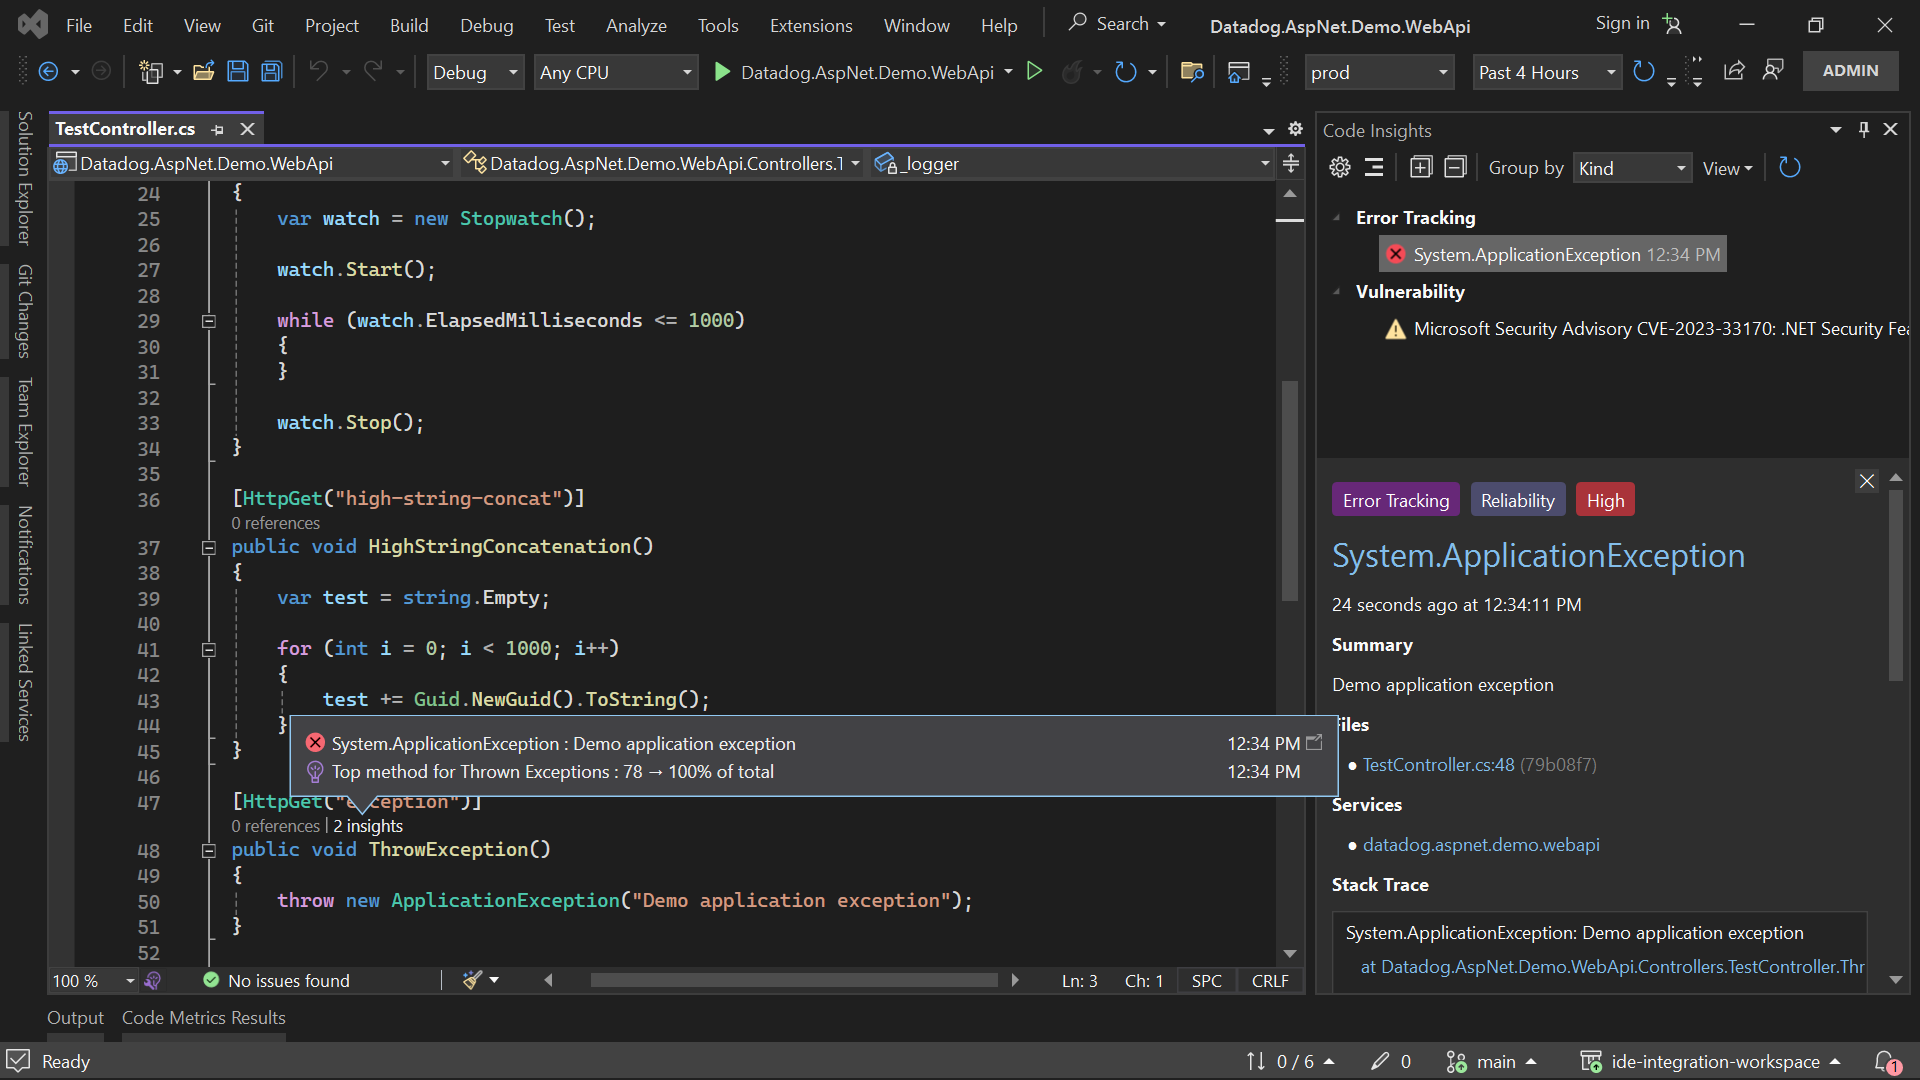 File Edit View Git Project Build Debug Test Analyze Tools Extensions Window Help Search Datadog.AspNet.Demo.WebApi Sign in
Debug Any CPU Datadog.AspNet.Demo.WebApi prod Past 4 Hours ADMIN
Solution Explorer
Git Changes
Team Explorer
Notifications
Linked Services
TestController.cs
Datadog.AspNet.Demo.WebApi Datadog.AspNet.Demo.WebApi.Controllers.T _logger
24 {
25 var watch = new Stopwatch();
26
27 watch.Start();
28
29 while (watch.ElapsedMilliseconds <= 1000)
30 {
31 }
32
33 watch.Stop();
34 }
35
36 [HttpGet("high-string-concat")]
0 references
37 public void HighStringConcatenation()
38 {
39 var test = string.Empty;
40
41 for (int i = 0; i < 1000; i++)
42 {
43 test += Guid.NewGuid().ToString();
44 }
45 }
46
System.ApplicationException : Demo application exception 12:34 PM
Top method for Thrown Exceptions : 78 → 100% of total 12:34 PM
47 [HttpGet("exception")]
0 references | 2 insights
48 public void ThrowException()
49 {
50 throw new ApplicationException("Demo application exception");
51 }
52
100 % No issues found Ln: 3 Ch: 1 SPC CRLF
Code Insights
Group by Kind View
Error Tracking
System.ApplicationException 12:34 PM
Vulnerability
Microsoft Security Advisory CVE-2023-33170: .NET Security Fea
Error Tracking Reliability High
System.ApplicationException
24 seconds ago at 12:34:11 PM
Summary
Demo application exception
Files
• TestController.cs:48 (79b08f7)
Services
• datadog.aspnet.demo.webapi
Stack Trace
System.ApplicationException: Demo application exception
at Datadog.AspNet.Demo.WebApi.Controllers.TestController.Thr
Output Code Metrics Results
Ready 0 / 6 0 main ide-integration-workspace 1